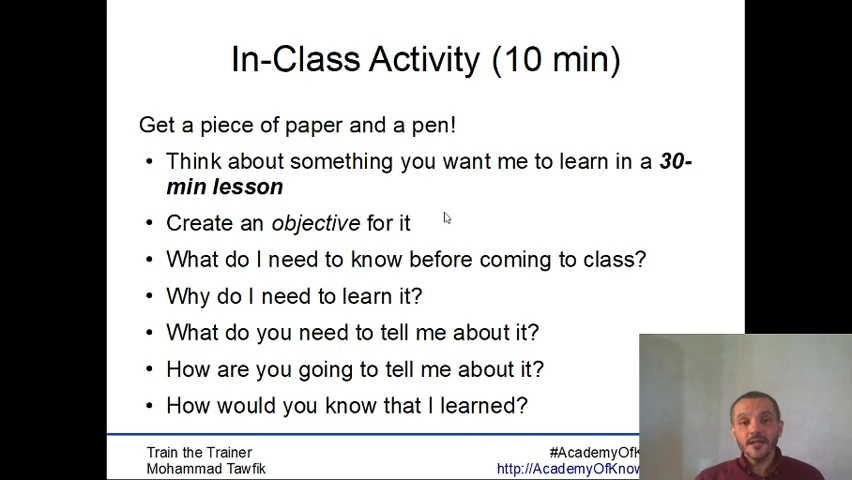 In-Class Activity (10 min)
Get a piece of paper and a pen!
• Think about something you want me to learn in a 30-
min lesson
• Create an objective for it
• What do I need to know before coming to class?
• Why do I need to learn it?
• What do you need to tell me about it?
• How are you going to tell me about it?
• How would you know that I learned?
Train the Trainer
Mohammad Tawfik
#AcademyOfK
http://AcademyOfKnow